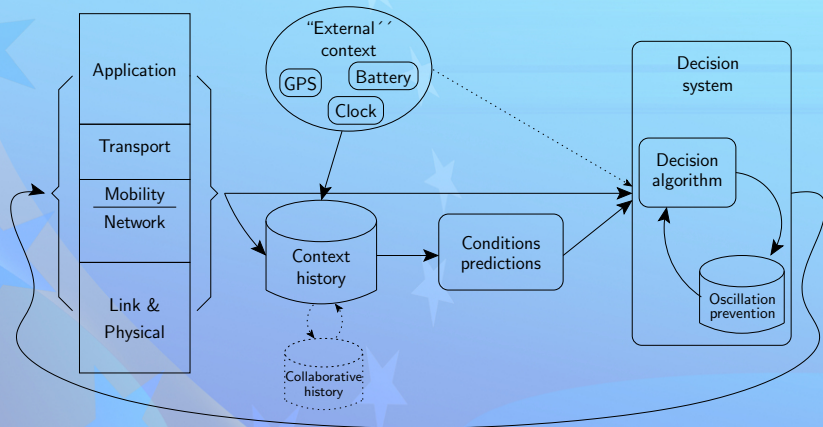 Application
Transport
Mobility
Network
Link &
Physical
“External´´
context
GPS
Battery
Clock
Context
history
Collaborative
history
Conditions
predictions
Decision
system
Decision
algorithm
Oscillation
prevention